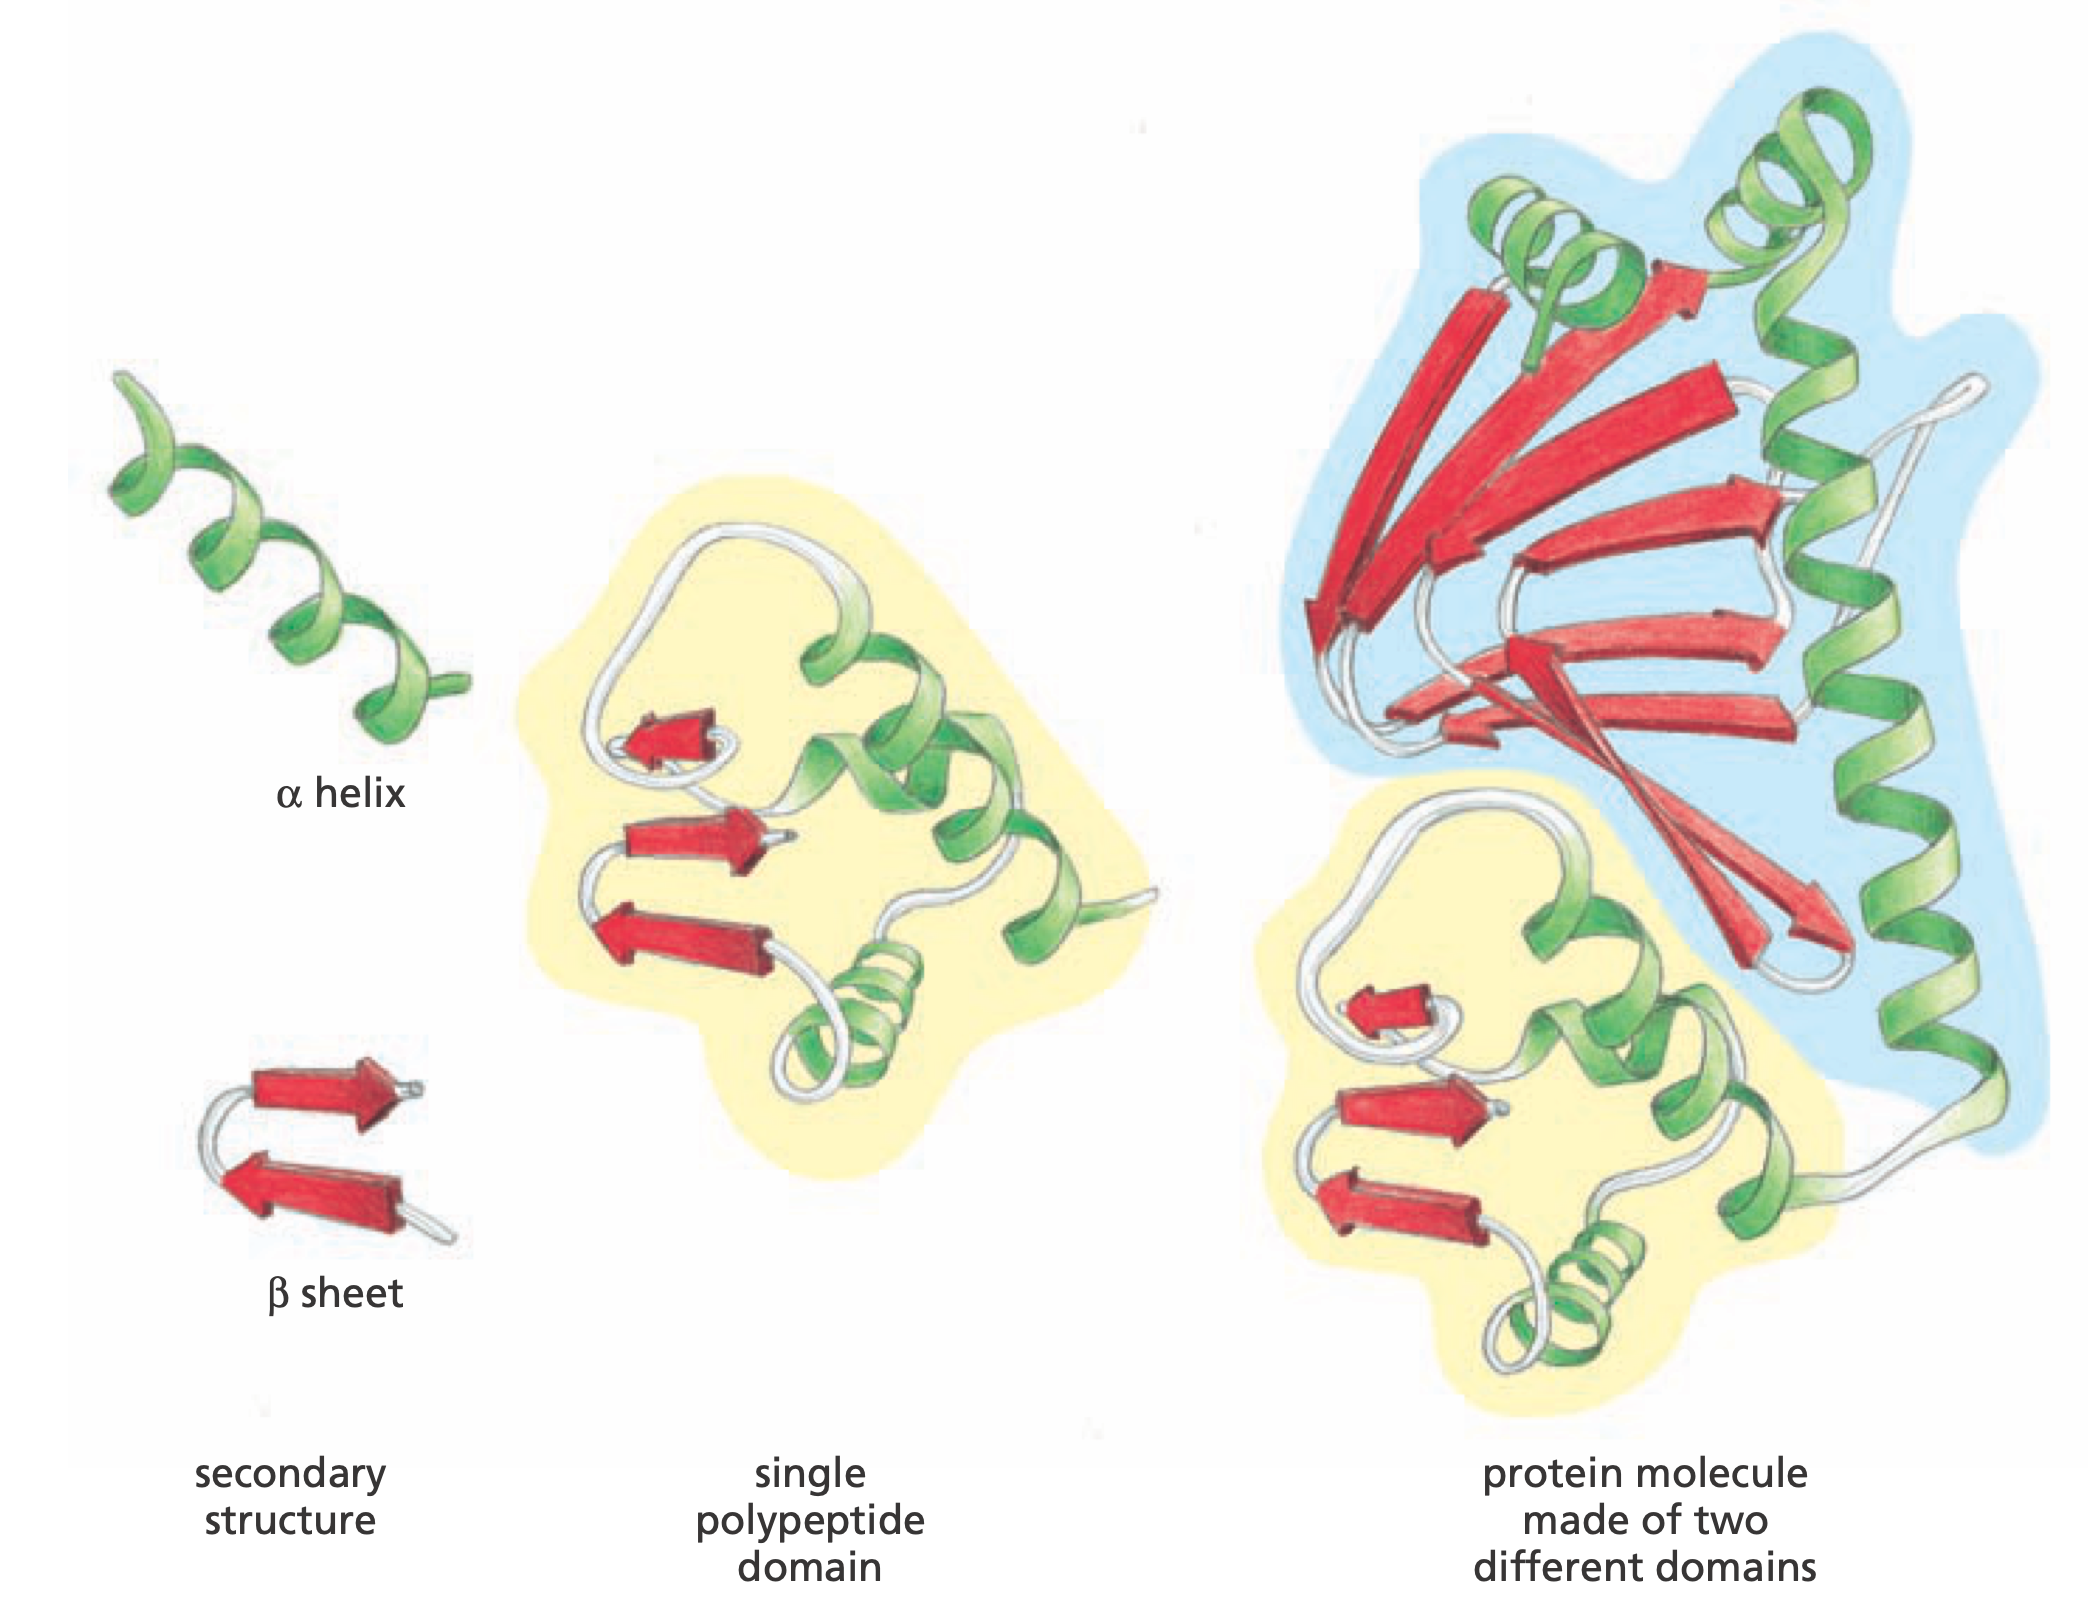 α helix
β sheet
secondary
structure
single
polypeptide
domain
protein molecule
made of two
different domains